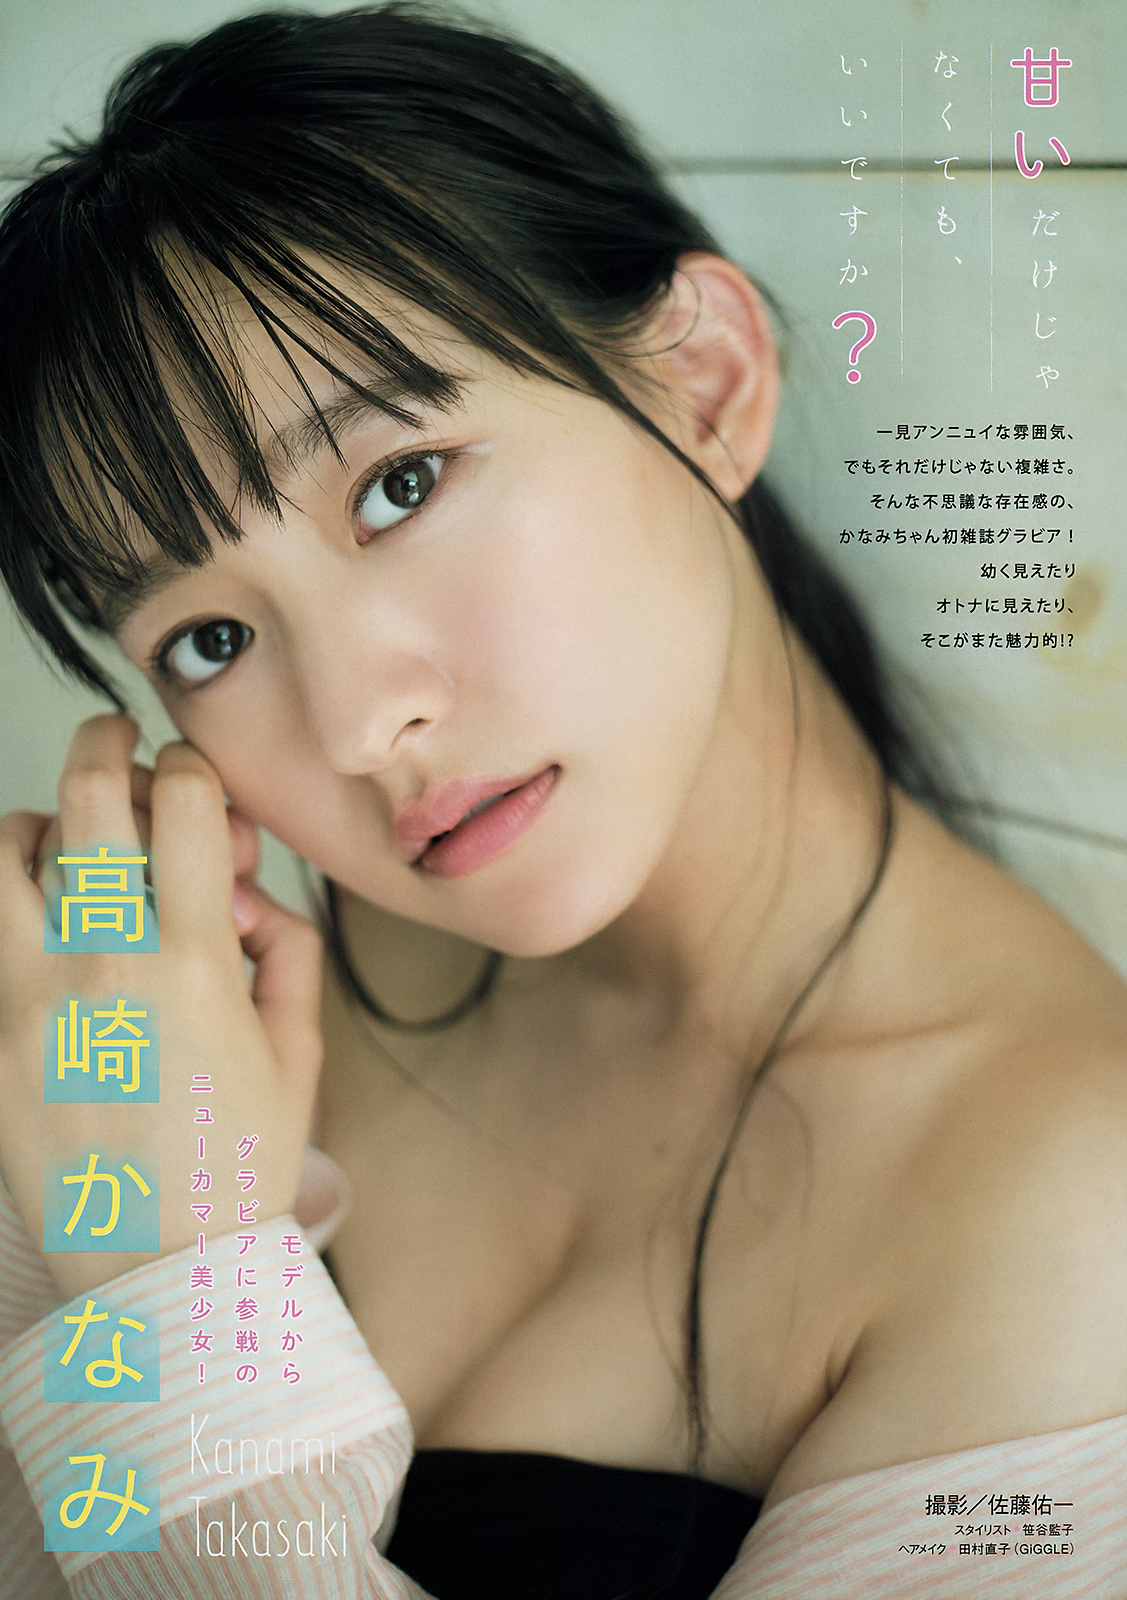 甘いだけじゃ
なくても、
いいですか?
一見アンニュイな雰囲気、
でもそれだけじゃない複雑さ。
そんな不思議な存在感の、
かなみちゃん初雑誌グラビア！
幼く見えたり
オトナに見えたり、
そこがまた魅力的!?
高崎かなみ
モデルから
グラビアに参戦の
ニューカマー美少女！
Kanami
Takasaki
撮影／佐藤佑一
スタイリスト●笹谷藍子
ヘアメイク●田村直子（GiGGLE）